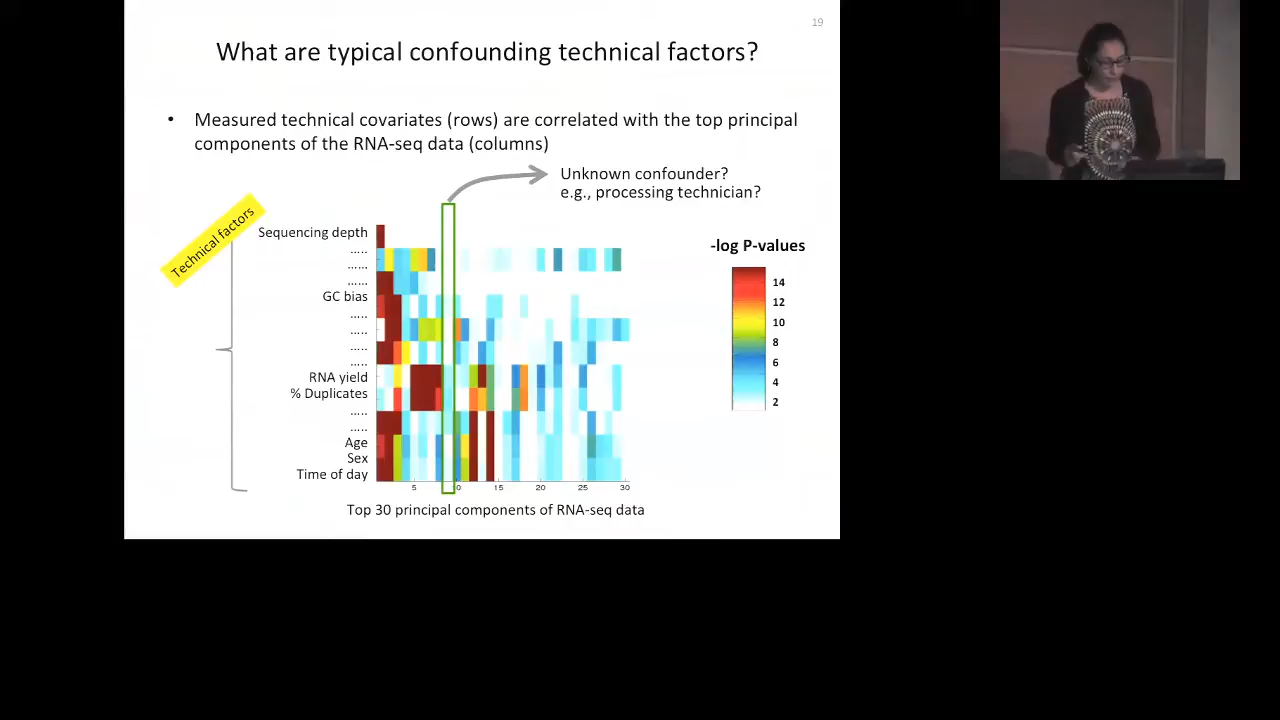 19
What are typical confounding technical factors?
• Measured technical covariates (rows) are correlated with the top principal
components of the RNA-seq data (columns)
Unknown confounder?
e.g., processing technician?
Technical factors
Sequencing depth
.....
......
......
GC bias
.....
.....
.....
.....
RNA yield
% Duplicates
.....
.....
Age
Sex
Time of day
5 10 15 20 25 30
Top 30 principal components of RNA-seq data
-log P-values
14
12
10
8
6
4
2